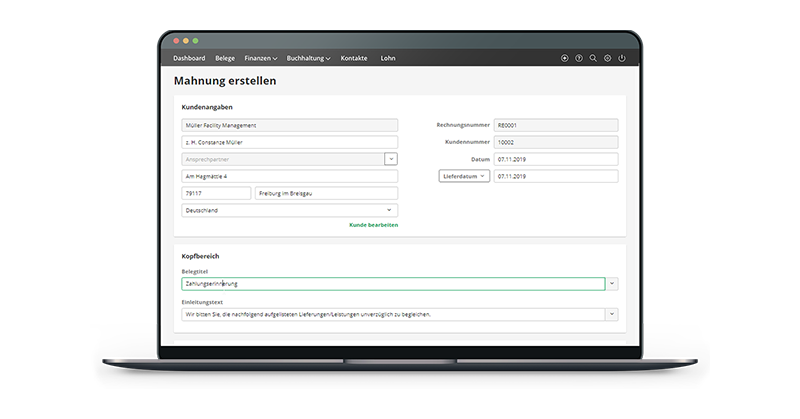 Dashboard Belege Finanzen Buchhaltung Kontakte Lohn
Mahnung erstellen
Kundenangaben
Müller Facility Management
z. H. Constanze Müller
Ansprechpartner
Am Hagmättle 4
79117 Freiburg im Breisgau
Deutschland
Kunde bearbeiten
Rechnungsnummer RE0001
Kundennummer 10002
Datum 07.11.2019
Lieferdatum 07.11.2019
Kopfbereich
Belegtitel
Zahlungserinnerung
Einleitungstext
Wir bitten Sie, die nachfolgend aufgelisteten Lieferungen/Leistungen unverzüglich zu begleichen.